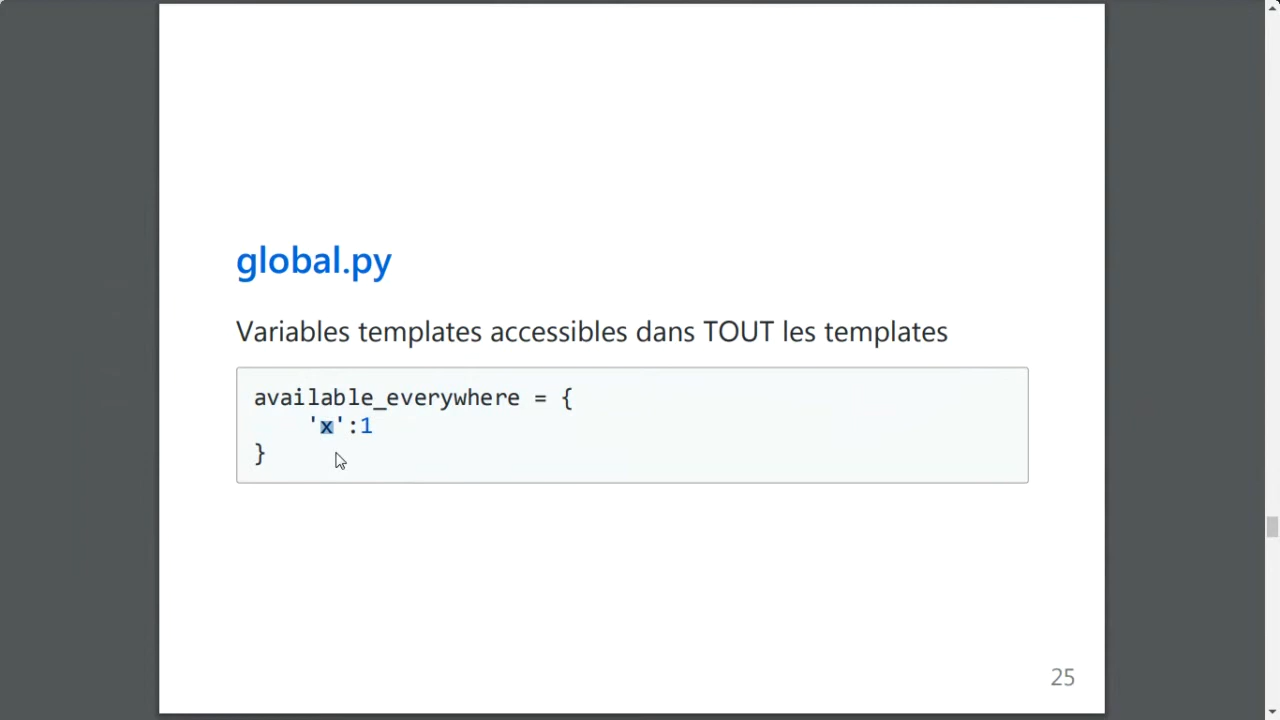 global.py
Variables templates accessibles dans TOUT les templates
available_everywhere = {
    'x':1
}
25